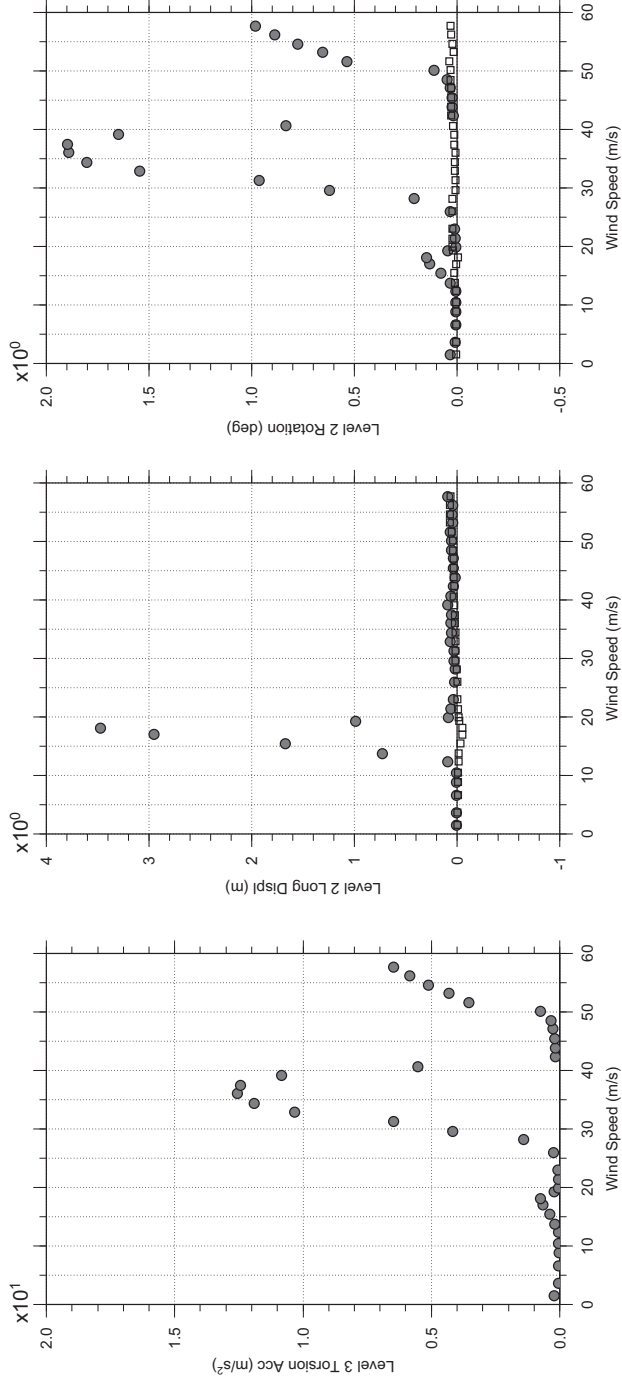 x10¹
2.0
1.5
1.0
0.5
0.0
0 10 20 30 40 50 60
Wind Speed (m/s)
Level 3 Torsion Acc (m/s²)
x10⁰
4
3
2
1
0
-1
0 10 20 30 40 50 60
Wind Speed (m/s)
Level 2 Long Displ (m)
x10⁰
2.0
1.5
1.0
0.5
0.0
-0.5
0 10 20 30 40 50 60
Wind Speed (m/s)
Level 2 Rotation (deg)